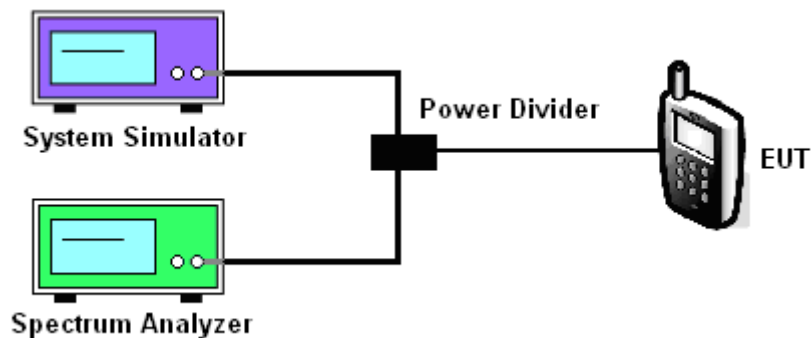 System Simulator
Power Divider
EUT
Spectrum Analyzer